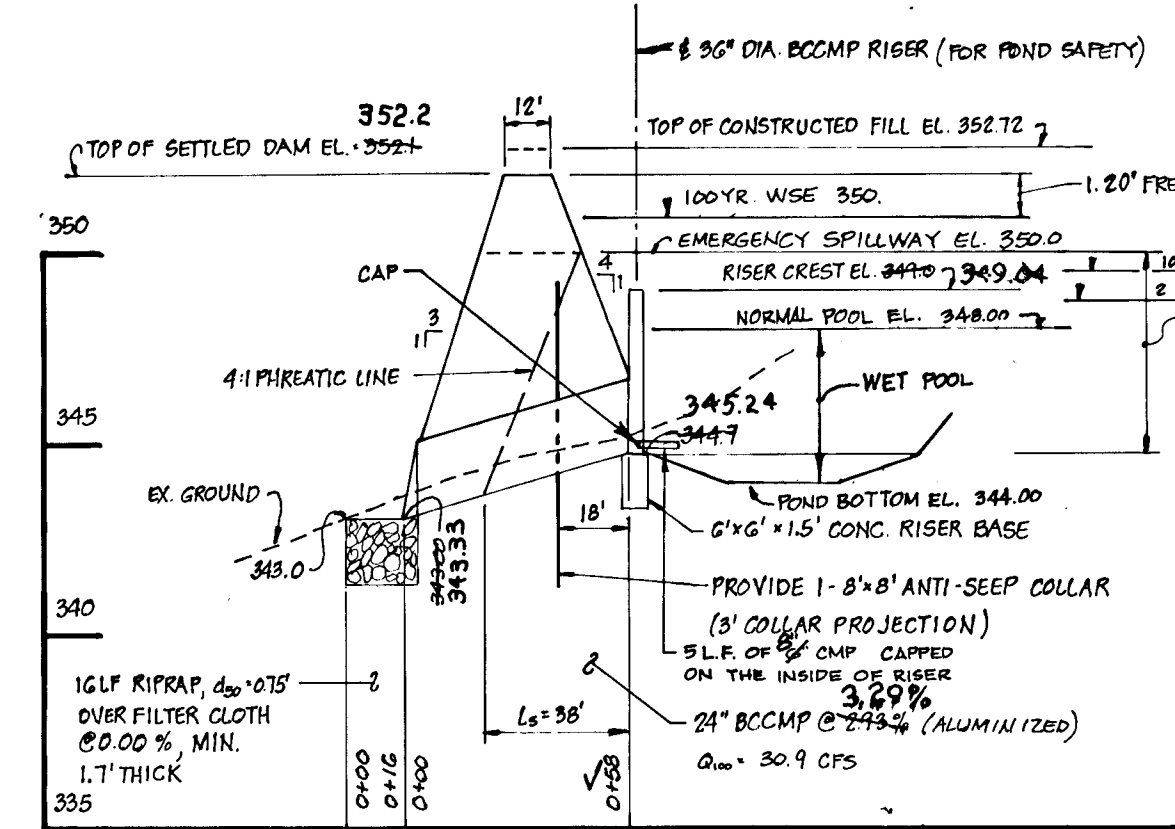 ℄ 36" DIA. BCCMP RISER (FOR POND SAFETY)
12'
352.2
TOP OF SETTLED DAM EL. = 352.1
TOP OF CONSTRUCTED FILL EL. 352.72
1.20' FRE
100 YR. WSE 350.
350
EMERGENCY SPILLWAY EL. 350.0
CAP
4
1
RISER CREST EL. 349.0 349.04
10
2
3
1
NORMAL POOL EL. 348.00
4:1 PHREATIC LINE
WET POOL
345.24
344.7
345
EX. GROUND
POND BOTTOM EL. 344.00
18'
6'x6'x1.5' CONC. RISER BASE
343.0
343.00
343.33
PROVIDE 1-8'x8' ANTI-SEEP COLLAR
(3' COLLAR PROJECTION)
340
5 L.F. OF 8" CMP CAPPED
ON THE INSIDE OF RISER
16 LF RIPRAP, d50 = 0.75'
OVER FILTER CLOTH
@ 0.00 %, MIN.
1.7' THICK
Ls = 38'
3.29%
24" BCCMP @ 2.93% (ALUMINIZED)
Q100 = 30.9 CFS
335
0+00
0+16
0+00
0+58